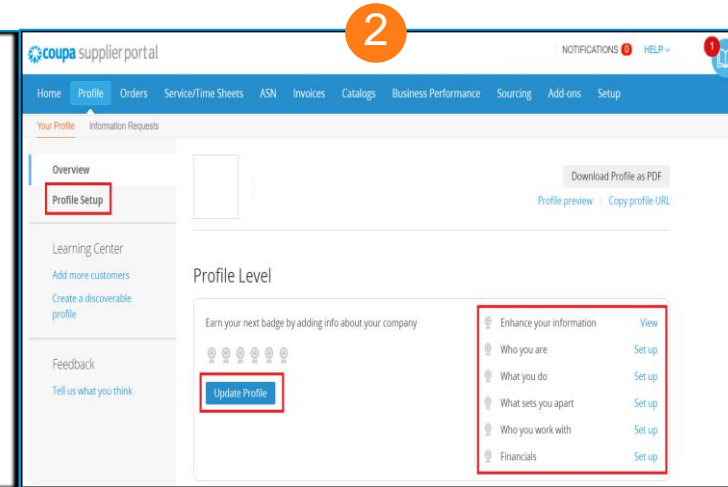 2
coupa supplier portal
NOTIFICATIONS 0 HELP
1
Home Profile Orders Service/Time Sheets ASN Invoices Catalogs Business Performance Sourcing Add-ons Setup
Your Profile Information Requests
Overview
Profile Setup
Download Profile as PDF
Profile preview | Copy profile URL
Learning Center
Add more customers
Create a discoverable
profile
Feedback
Tell us what you think
Profile Level
Earn your next badge by adding info about your company
Update Profile
Enhance your information View
Who you are Set up
What you do Set up
What sets you apart Set up
Who you work with Set up
Financials Set up